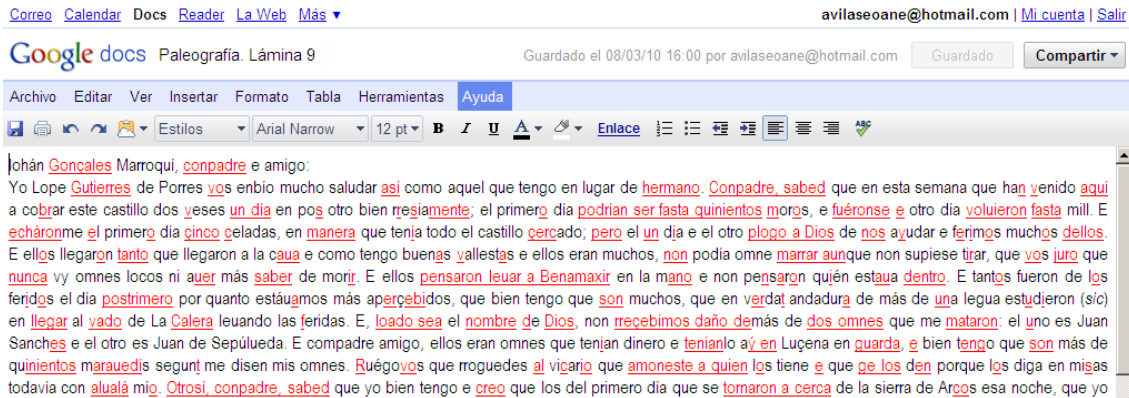 Correo Calendar Docs Reader La Web Más ▼ avilaseoane@hotmail.com | Mi cuenta | Salir
Google docs Paleografía. Lámina 9 Guardado el 08/03/10 16:00 por avilaseoane@hotmail.com Guardado Compartir
Archivo Editar Ver Insertar Formato Tabla Herramientas Ayuda
Estilos Arial Narrow 12 pt B I U A Enlace ABC
Iohán Gonçales Marroqui, conpadre e amigo:
Yo Lope Gutierres de Porres vos enbío mucho saludar asi como aquel que tengo en lugar de hermano. Conpadre, sabed que en esta semana que han venido aqui
a cobrar este castillo dos veses un dia en pos otro bien rresiamente; el primero día podrian ser fasta quinientos moros, e fuéronse e otro día voluieron fasta mill. E
echáronme el primero día çinco çeladas, en manera que tenia todo el castillo çercado; pero el un dja e el otro plogo a Dios de nos ayudar e ferimos muchos dellos.
E ellos llegaron tanto que llegaron a la caua e como tengo buenas vallestas e ellos eran muchos, non podía omne marrar aunque non supiese tirar, que vos juro que
nunca vy omnes locos ni auer más saber de morir. E ellos pensaron leuar a Benamaxir en la mano e non pensaron quién estaua dentro. E tantos fueron de los
feridos el día postrimero por quanto estáuamos más aperçebidos, que bien tengo que son muchos, que en verdat andadura de más de una legua estudieron (sic)
en llegar al vado de La Calera leuando las feridas. E, loado sea el nombre de Dios, non rreçebimos daño demás de dos omnes que me mataron: el uno es Juan
Sanches e el otro es Juan de Sepúlueda. E compadre amigo, ellos eran omnes que tenjan dinero e tenianlo aý en Luçena en guarda, e bien tengo que son más de
quinientos marauedís segunt me disen mis omnes. Ruégovos que rroguedes al vicario que amoneste a quien los tiene e que ge los den porque los diga en misas
todavía con alualá mio. Otrosí, conpadre, sabed que yo bien tengo e creo que los del primero día que se tornaron a cerca de la sierra de Arcos esa noche, que yo